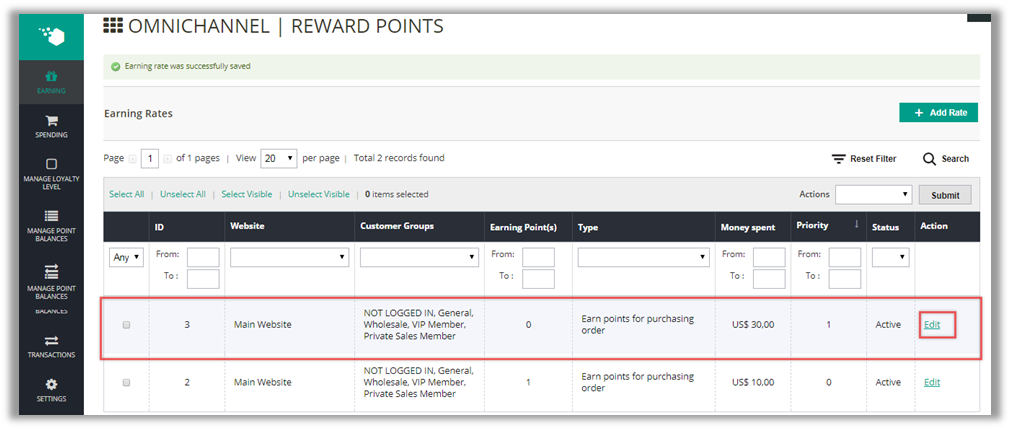 OMNICHANNEL | REWARD POINTS
EARNING
SPENDING
MANAGE LOYALTY
LEVEL
MANAGE POINT
BALANCES
MANAGE POINT
BALANCES
BALANCES
TRANSACTIONS
SETTINGS
Earning rate was successfully saved
Earning Rates
+ Add Rate
Page 1 of 1 pages | View 20 per page | Total 2 records found
Reset Filter Search
Select All | Unselect All | Select Visible | Unselect Visible | 0 items selected
Actions Submit
ID Website Customer Groups Earning Point(s) Type Money spent Priority ↓ Status Action
Any From: From: From: From:
To : To : To : To :
3 Main Website NOT LOGGED IN, General,
Wholesale, VIP Member,
Private Sales Member
0 Earn points for purchasing
order
US$ 30.00 1 Active Edit
2 Main Website NOT LOGGED IN, General,
Wholesale, VIP Member,
Private Sales Member
1 Earn points for purchasing
order
US$ 10.00 0 Active Edit